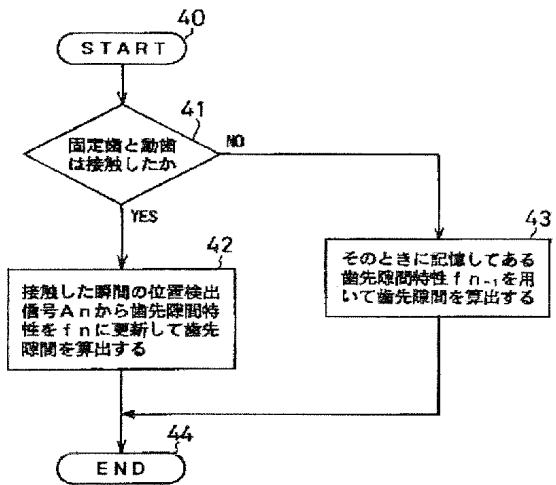 40
START
41
固定歯と動歯
は接触したか
NO
YES
42
接触した瞬間の位置検出
信号Anから歯先隙間特
性をfnに更新して歯先
隙間を算出する
43
そのときに記憶してある
歯先隙間特性fn-1を用
いて歯先隙間を算出する
44
END